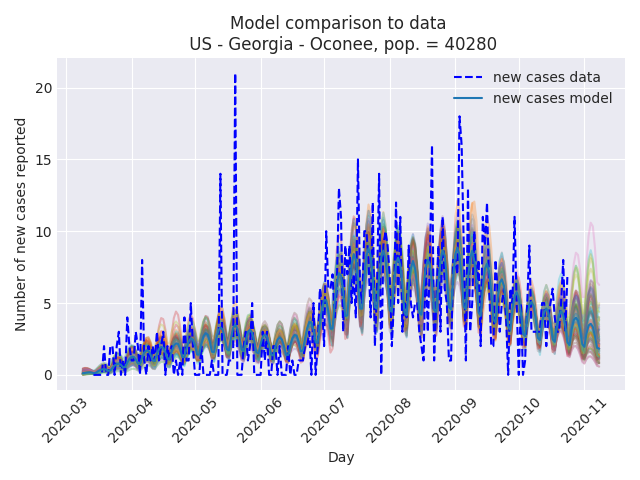 Model comparison to data
US - Georgia - Oconee, pop. = 40280
new cases data
new cases model
Number of new cases reported
20
15
10
5
0
2020-03
2020-04
2020-05
2020-06
2020-07
2020-08
2020-09
2020-10
2020-11
Day